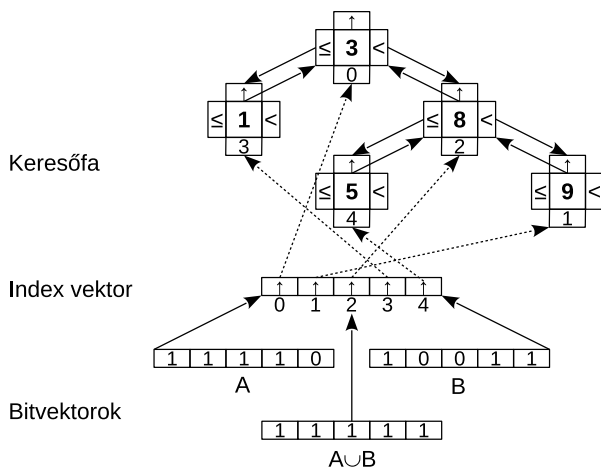 ↑
≤ 3 <
0
↑
≤ 1 <
3
↑
≤ 8 <
2
Keresőfa
↑
≤ 5 <
4
↑
≤ 9 <
1
Index vektor
↑ ↑ ↑ ↑ ↑
0 1 2 3 4
1 1 1 1 0
A
1 0 0 1 1
B
Bitvektorok
1 1 1 1 1
A∪B